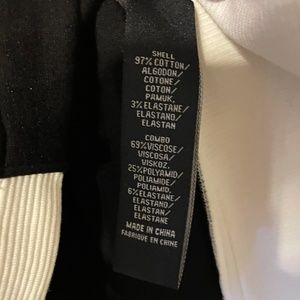 SHELL
97% COTTON/
ALGODON/
COTONE/
COTON/
PAMUK,
3% ELASTANE/
ELASTANO/
ELASTAN
COMBO
69% VISCOSE/
VISCOSA/
VISKOZ,
25% POLYAMID/
POLIAMIDE/
POLIAMID,
6% ELASTANE/
ELASTANO/
ELASTAN/
ELASTANE
MADE IN CHINA
FABRIQUÉ EN CHINE